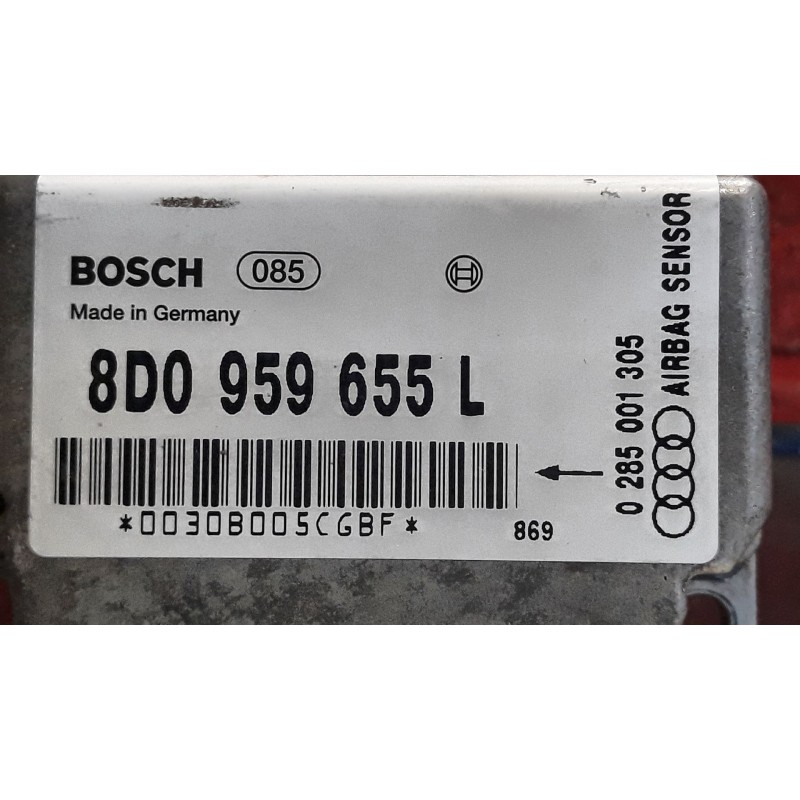 BOSCH 085
Made in Germany
8D0 959 655 L
*0030B005CGBF*
869
0 285 001 305
AIRBAG SENSOR